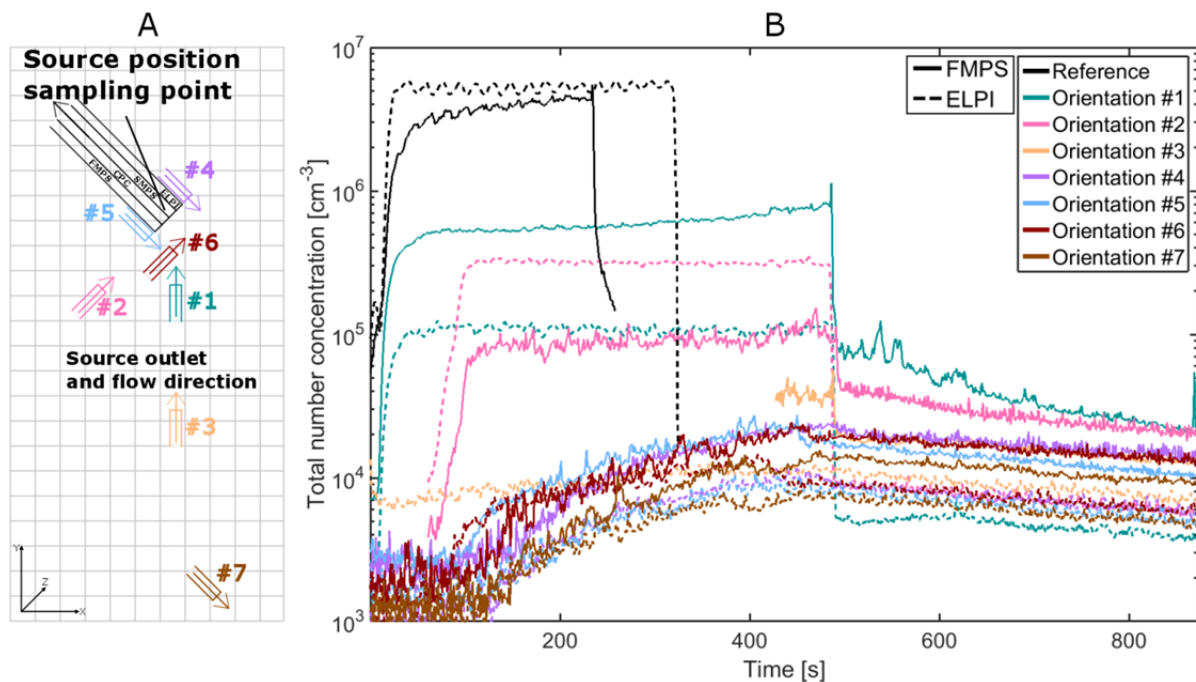 A
Source position
sampling point
FMPS
CPC
SMPS
ELPI
#4
#5
#6
#2
#1
Source outlet
and flow direction
#3
#7
Y
Z
X
B
Total number concentration [cm-3]
10^7
10^6
10^5
10^4
10^3
200
400
600
800
Time [s]
FMPS
ELPI
Reference
Orientation #1
Orientation #2
Orientation #3
Orientation #4
Orientation #5
Orientation #6
Orientation #7